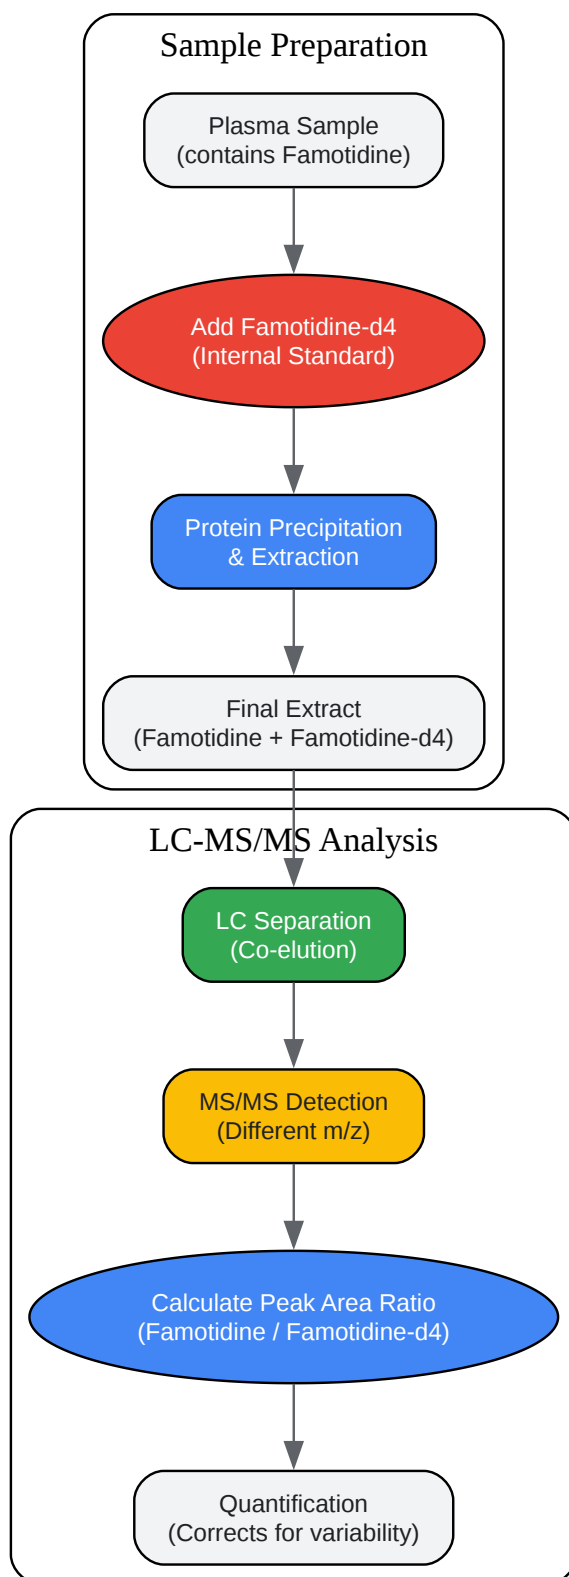 Sample Preparation
Plasma Sample
(contains Famotidine)
Add Famotidine-d4
(Internal Standard)
Protein Precipitation
& Extraction
Final Extract
(Famotidine + Famotidine-d4)
LC-MS/MS Analysis
LC Separation
(Co-elution)
MS/MS Detection
(Different m/z)
Calculate Peak Area Ratio
(Famotidine / Famotidine-d4)
Quantification
(Corrects for variability)